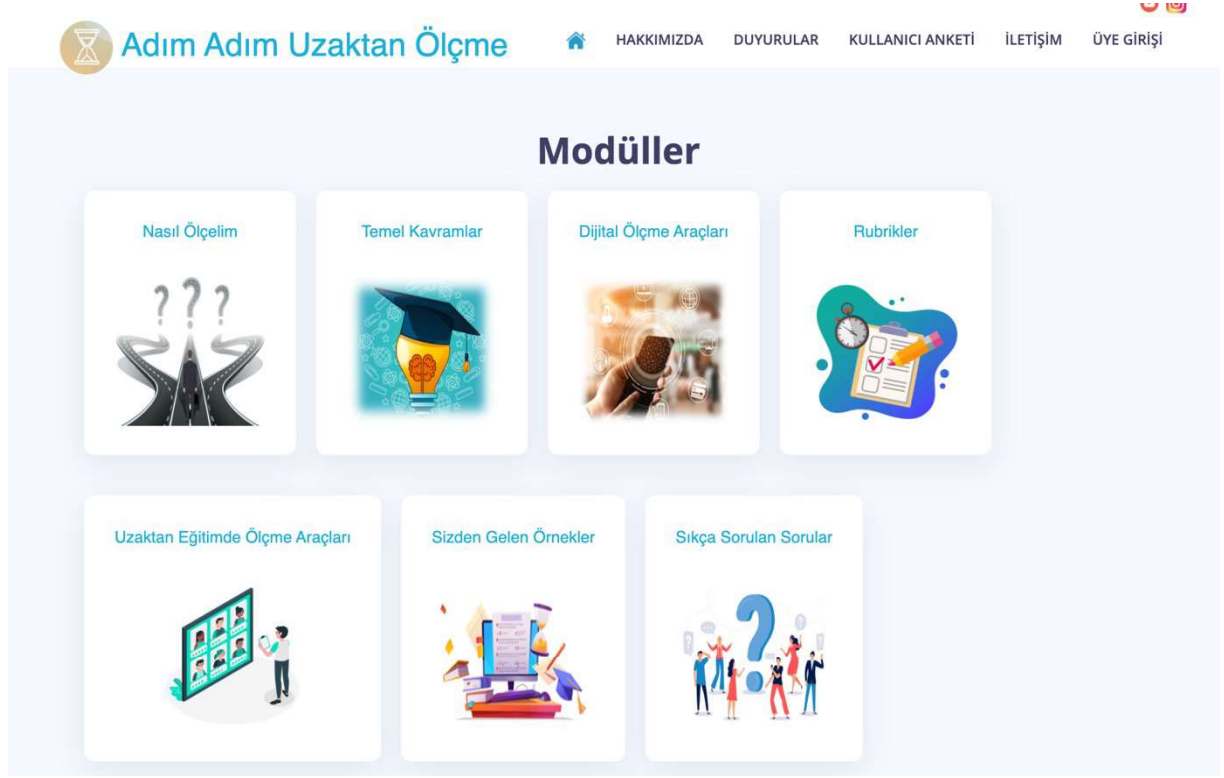 Adım Adım Uzaktan Ölçme
HAKKIMIZDA DUYURULAR KULLANICI ANKETİ İLETİŞİM ÜYE GİRİŞİ
Modüller
Nasıl Ölçelim
Temel Kavramlar
Dijital Ölçme Araçları
Rubrikler
Uzaktan Eğitimde Ölçme Araçları
Sizden Gelen Örnekler
Sıkça Sorulan Sorular